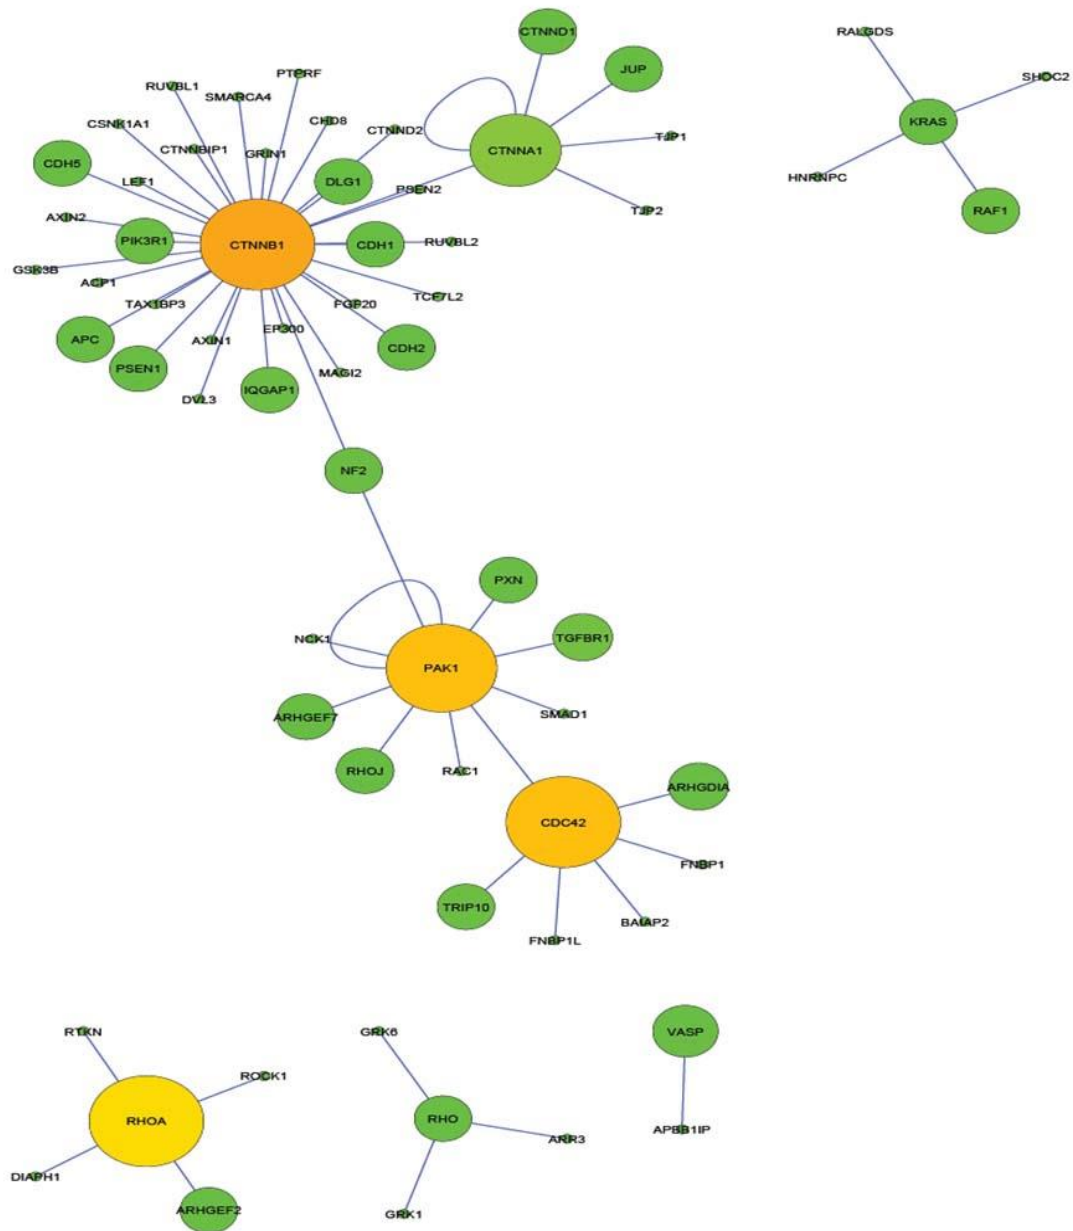 CTNND1
RALGDS
JUP
PTPRF
SHOC2
RUVBL1
SMARCA4
CSNK1A1
CHD8
KRAS
CTNND2
TJP1
CTNNBIP1
CTNNA1
GRIN1
CDH5
HNRNPC
LEF1
DLG1
PSEN2
TJP2
RAF1
AXIN2
PIK3R1
CTNNB1
CDH1
RUVBL2
GSK3B
ACP1
TCF7L2
TAX1BP3
FGF20
EP300
APC
AXIN1
CDH2
PSEN1
MAGI2
IQGAP1
DVL3
NF2
PXN
NCK1
TGFBR1
PAK1
SMAD1
ARHGEF7
RHOJ
RAC1
ARHGDIA
CDC42
FNBP1
TRIP10
BAIAP2
FNBP1L
RTKN
GRK6
VASP
ROCK1
RHOA
RHO
APBB1IP
ARR3
DIAPH1
ARHGEF2
GRK1